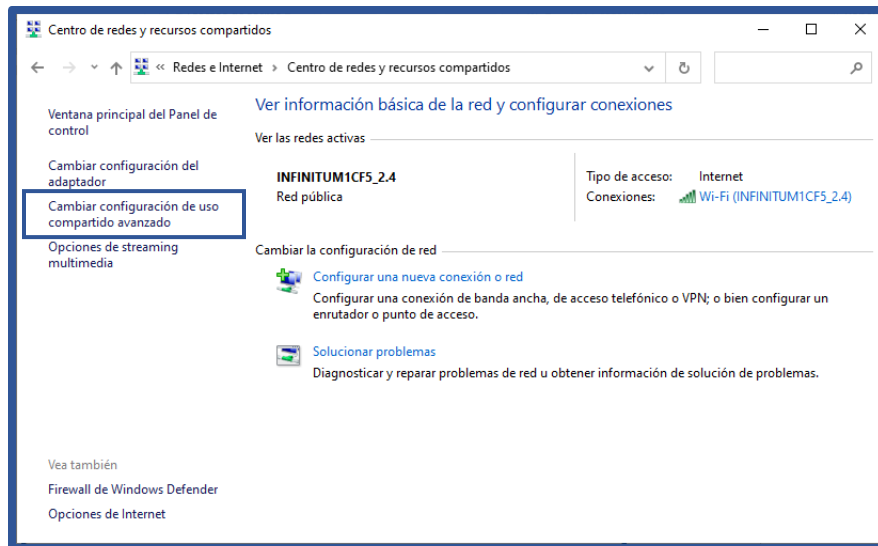 Centro de redes y recursos compartidos
« Redes e Internet > Centro de redes y recursos compartidos
Ventana principal del Panel de
control
Cambiar configuración del
adaptador
Cambiar configuración de uso
compartido avanzado
Opciones de streaming
multimedia
Ver información básica de la red y configurar conexiones
Ver las redes activas
INFINITUM1CF5_2.4
Red pública
Tipo de acceso: Internet
Conexiones: Wi-Fi (INFINITUM1CF5_2.4)
Cambiar la configuración de red
Configurar una nueva conexión o red
Configurar una conexión de banda ancha, de acceso telefónico o VPN; o bien configurar un
enrutador o punto de acceso.
Solucionar problemas
Diagnosticar y reparar problemas de red u obtener información de solución de problemas.
Vea también
Firewall de Windows Defender
Opciones de Internet